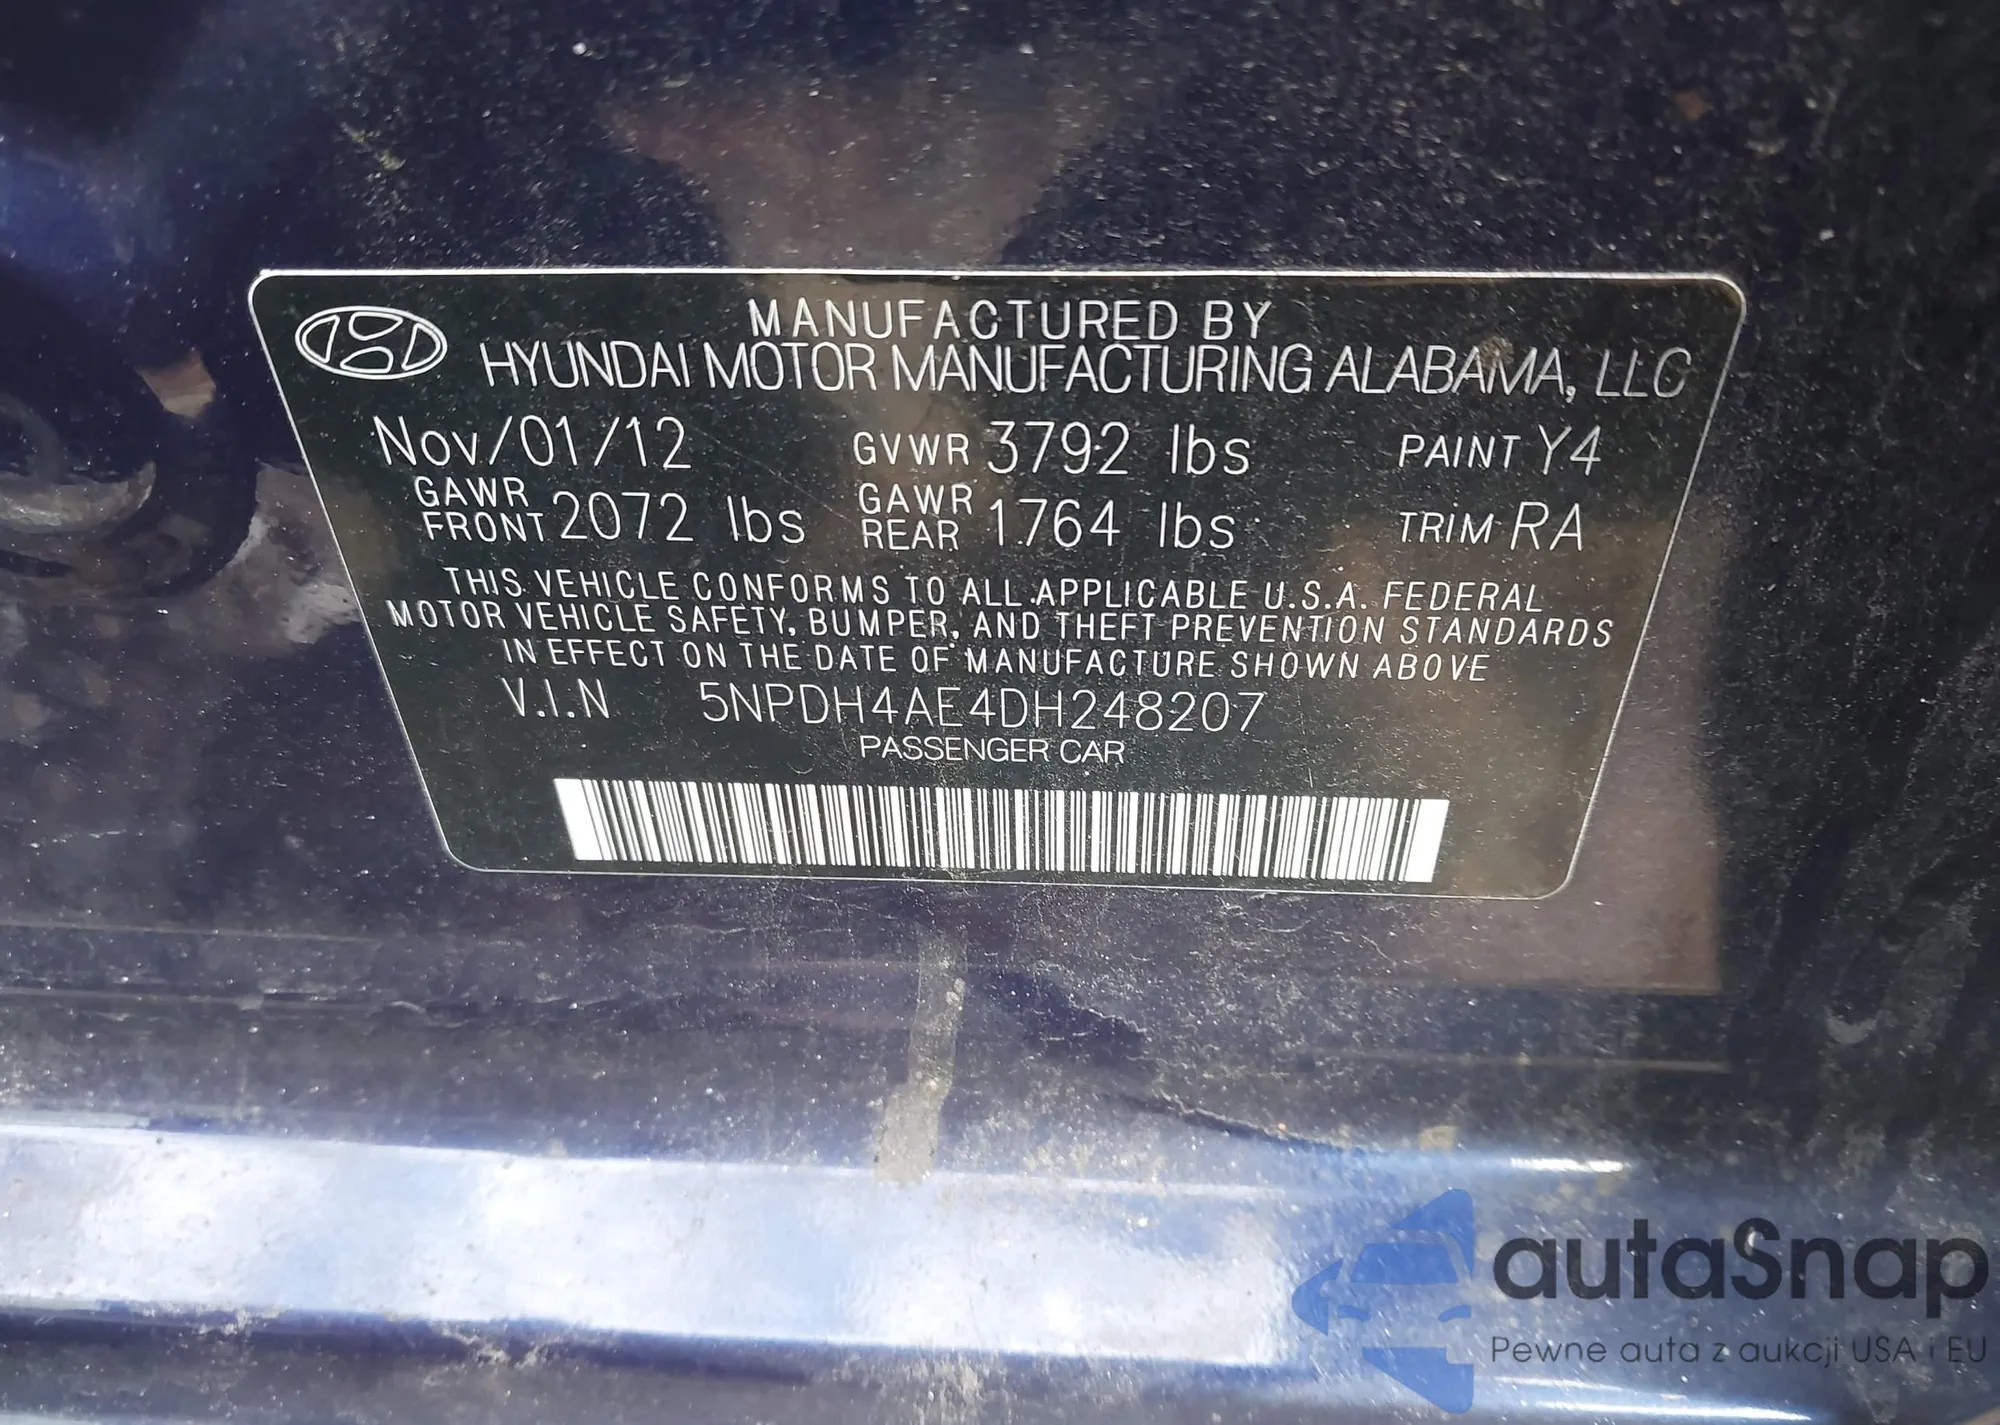 MANUFACTURED BY
HYUNDAI MOTOR MANUFACTURING ALABAMA, LLC
Nov/01/12 GVWR 3792 lbs PAINT Y4
GAWR FRONT 2072 lbs GAWR REAR 1764 lbs TRIM RA
THIS VEHICLE CONFORMS TO ALL APPLICABLE U.S.A. FEDERAL
MOTOR VEHICLE SAFETY, BUMPER, AND THEFT PREVENTION STANDARDS
IN EFFECT ON THE DATE OF MANUFACTURE SHOWN ABOVE
V.I.N 5NPDH4AE4DH248207
PASSENGER CAR
autaSnap
Pewne auta z aukcji USA i EU